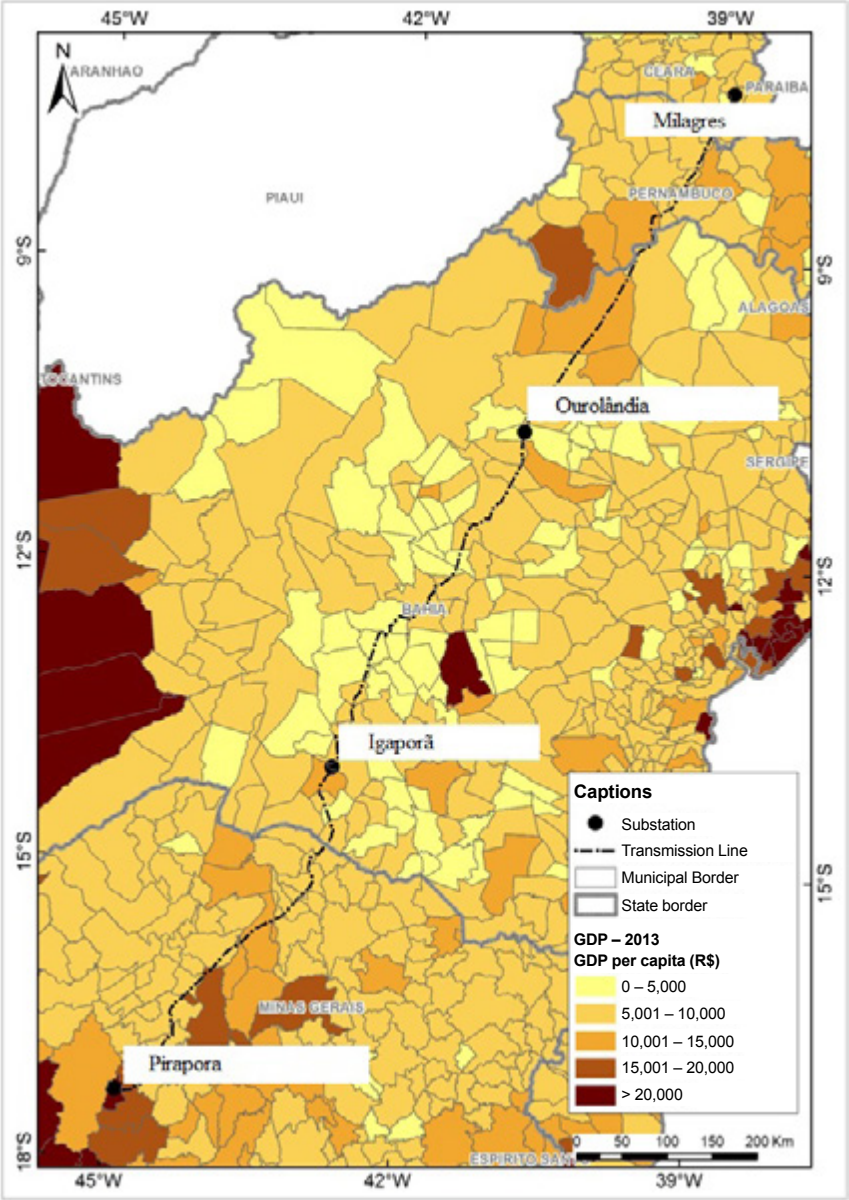 45°W 42°W 39°W
N
ARANHAO
CEARA
PARAIBA
Milagres
PIAUI
PERNAMBUCO
9°S 9°S
ALAGOAS
TOCANTINS
Ourolândia
SERGIPE
12°S 12°S
BAHIA
Igaporã
Captions
Substation
Transmission Line
Municipal Border
State border
15°S 15°S
GDP – 2013
GDP per capita (R$)
0 – 5,000
5,001 – 10,000
10,001 – 15,000
15,001 – 20,000
> 20,000
MINAS GERAIS
Pirapora
0 50 100 150 200 Km
18°S
ESPIRITO SANTO
45°W 42°W 39°W